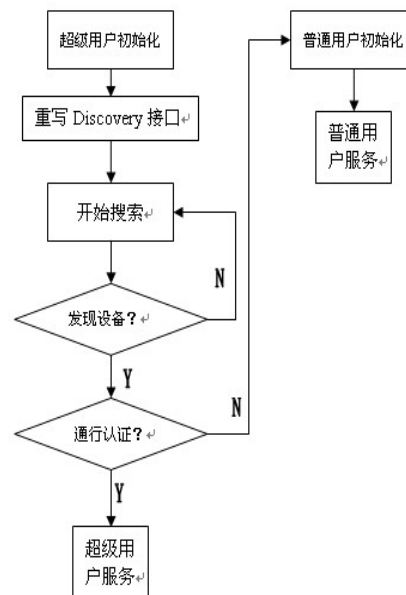 超级用户初始化
重写 Discovery 接口
开始搜索
N
发现设备？
Y
N
通行认证？
Y
超级用
户服务
普通用户初始化
普通用
户服务